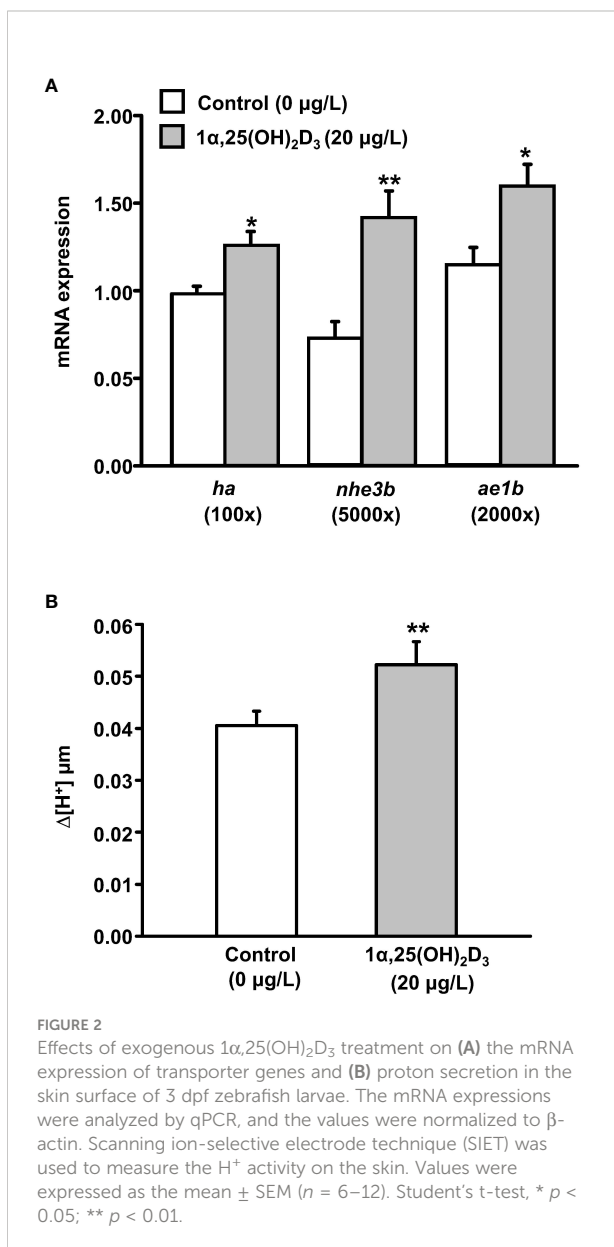 A
Control (0 µg/L)
1α,25(OH)₂D₃ (20 µg/L)
mRNA expression
2.00
1.50
1.00
0.05
0.00
*
**
*
ha
(100x)
nhe3b
(5000x)
ae1b
(2000x)
B
Δ[H⁺] µm
0.06
0.05
0.04
0.03
0.02
0.01
0.00
**
Control
(0 µg/L)
1α,25(OH)₂D₃
(20 µg/L)
FIGURE 2
Effects of exogenous 1α,25(OH)₂D₃ treatment on (A) the mRNA
expression of transporter genes and (B) proton secretion in the
skin surface of 3 dpf zebrafish larvae. The mRNA expressions
were analyzed by qPCR, and the values were normalized to β-
actin. Scanning ion-selective electrode technique (SIET) was
used to measure the H⁺ activity on the skin. Values were
expressed as the mean ± SEM (n = 6–12). Student's t-test, * p <
0.05; ** p < 0.01.